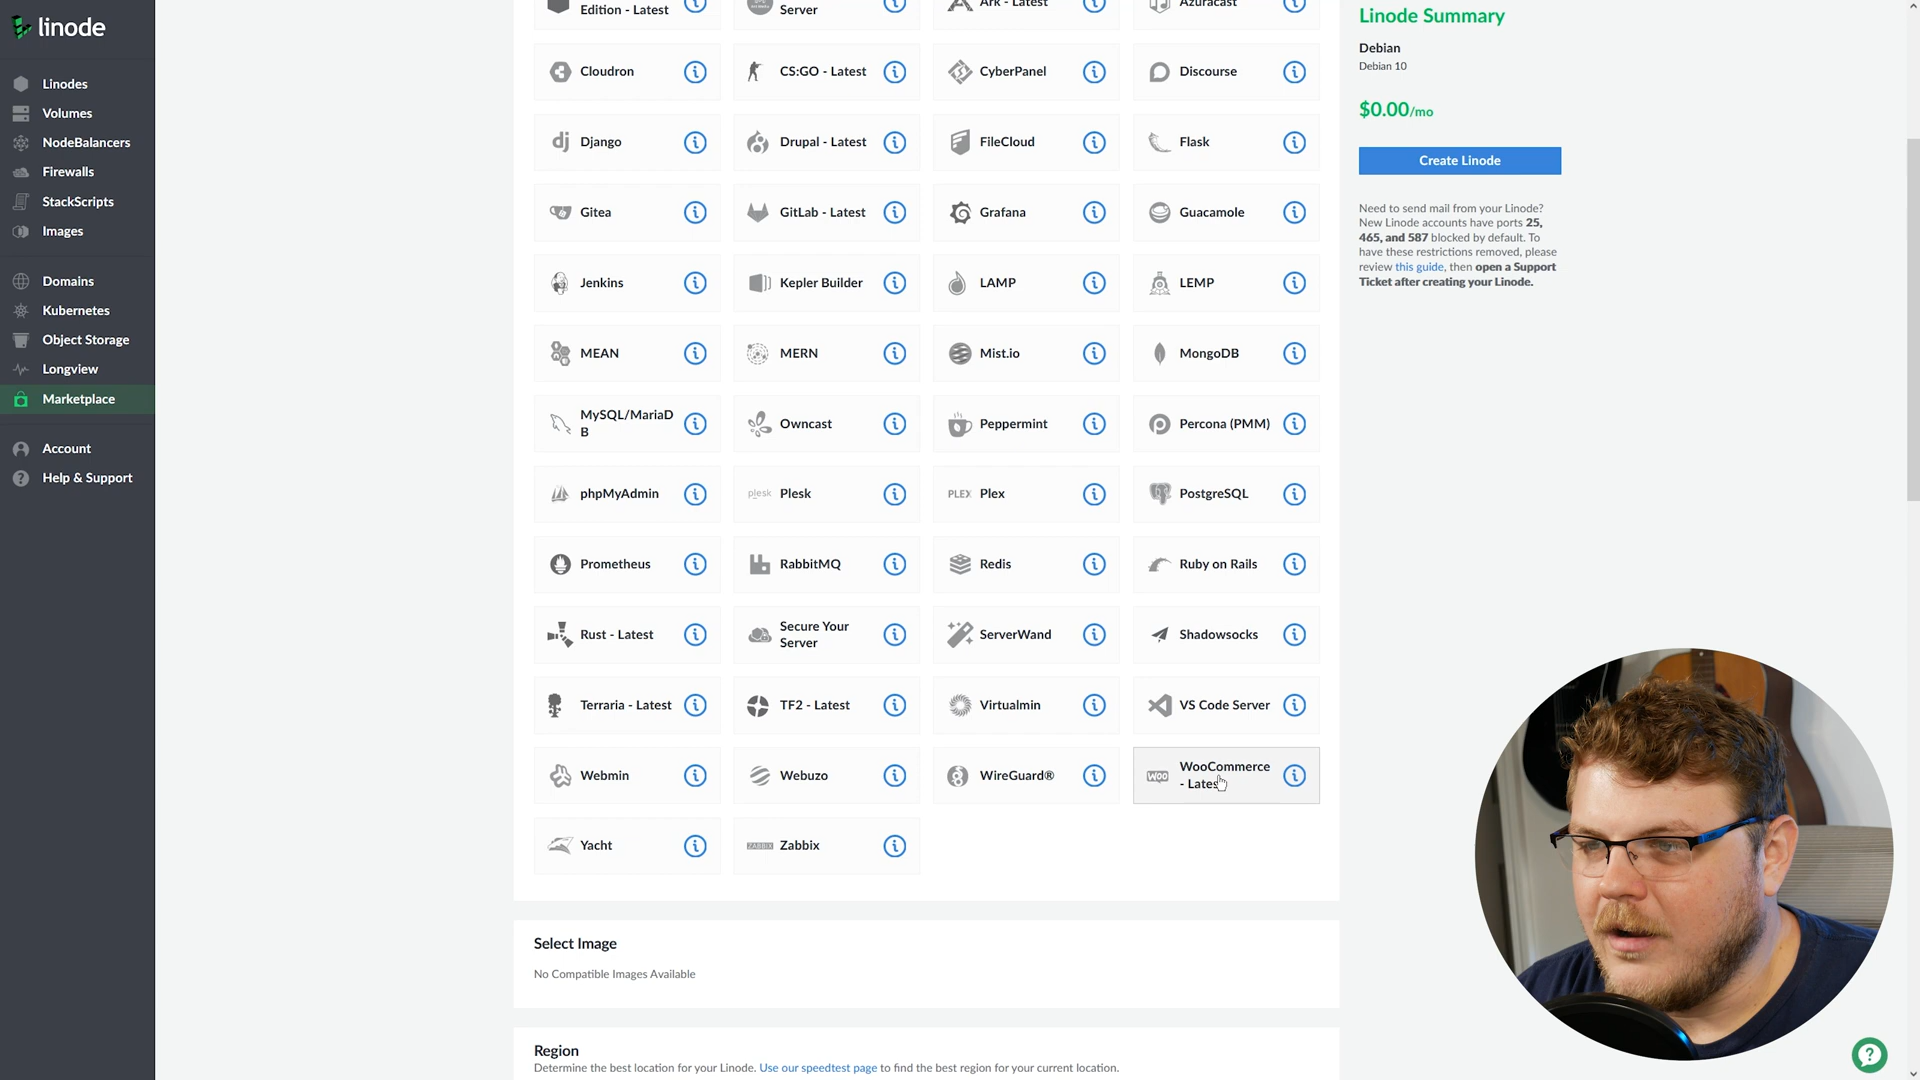 linode
Linodes
Volumes
NodeBalancers
Firewalls
StackScripts
Images
Domains
Kubernetes
Object Storage
Longview
Marketplace
Account
Help & Support
Edition - Latest
Server
Ark - Latest
Azuracast
Cloudron
CS:GO - Latest
CyberPanel
Discourse
dj
Django
Drupal - Latest
FileCloud
Flask
Gitea
GitLab - Latest
Grafana
Guacamole
Jenkins
Kepler Builder
LAMP
LEMP
MEAN
MERN
Mist.io
MongoDB
MySQL/MariaD
B
Owncast
Peppermint
Percona (PMM)
phpMyAdmin
plesk
Plesk
PLEX
Plex
PostgreSQL
Prometheus
RabbitMQ
Redis
Ruby on Rails
Rust - Latest
Secure Your
Server
ServerWand
Shadowsocks
Terraria - Latest
TF2 - Latest
Virtualmin
VS Code Server
Webmin
Webuzo
WireGuard®
WOO
WooCommerce
- Latest
Yacht
ZABBIX
Zabbix
Select Image
No Compatible Images Available
Region
Determine the best location for your Linode. Use our speedtest page to find the best region for your current location.
Linode Summary
Debian
Debian 10
$0.00/mo
Create Linode
Need to send mail from your Linode?
New Linode accounts have ports 25,
465, and 587 blocked by default. To
have these restrictions removed, please
review this guide, then open a Support
Ticket after creating your Linode.